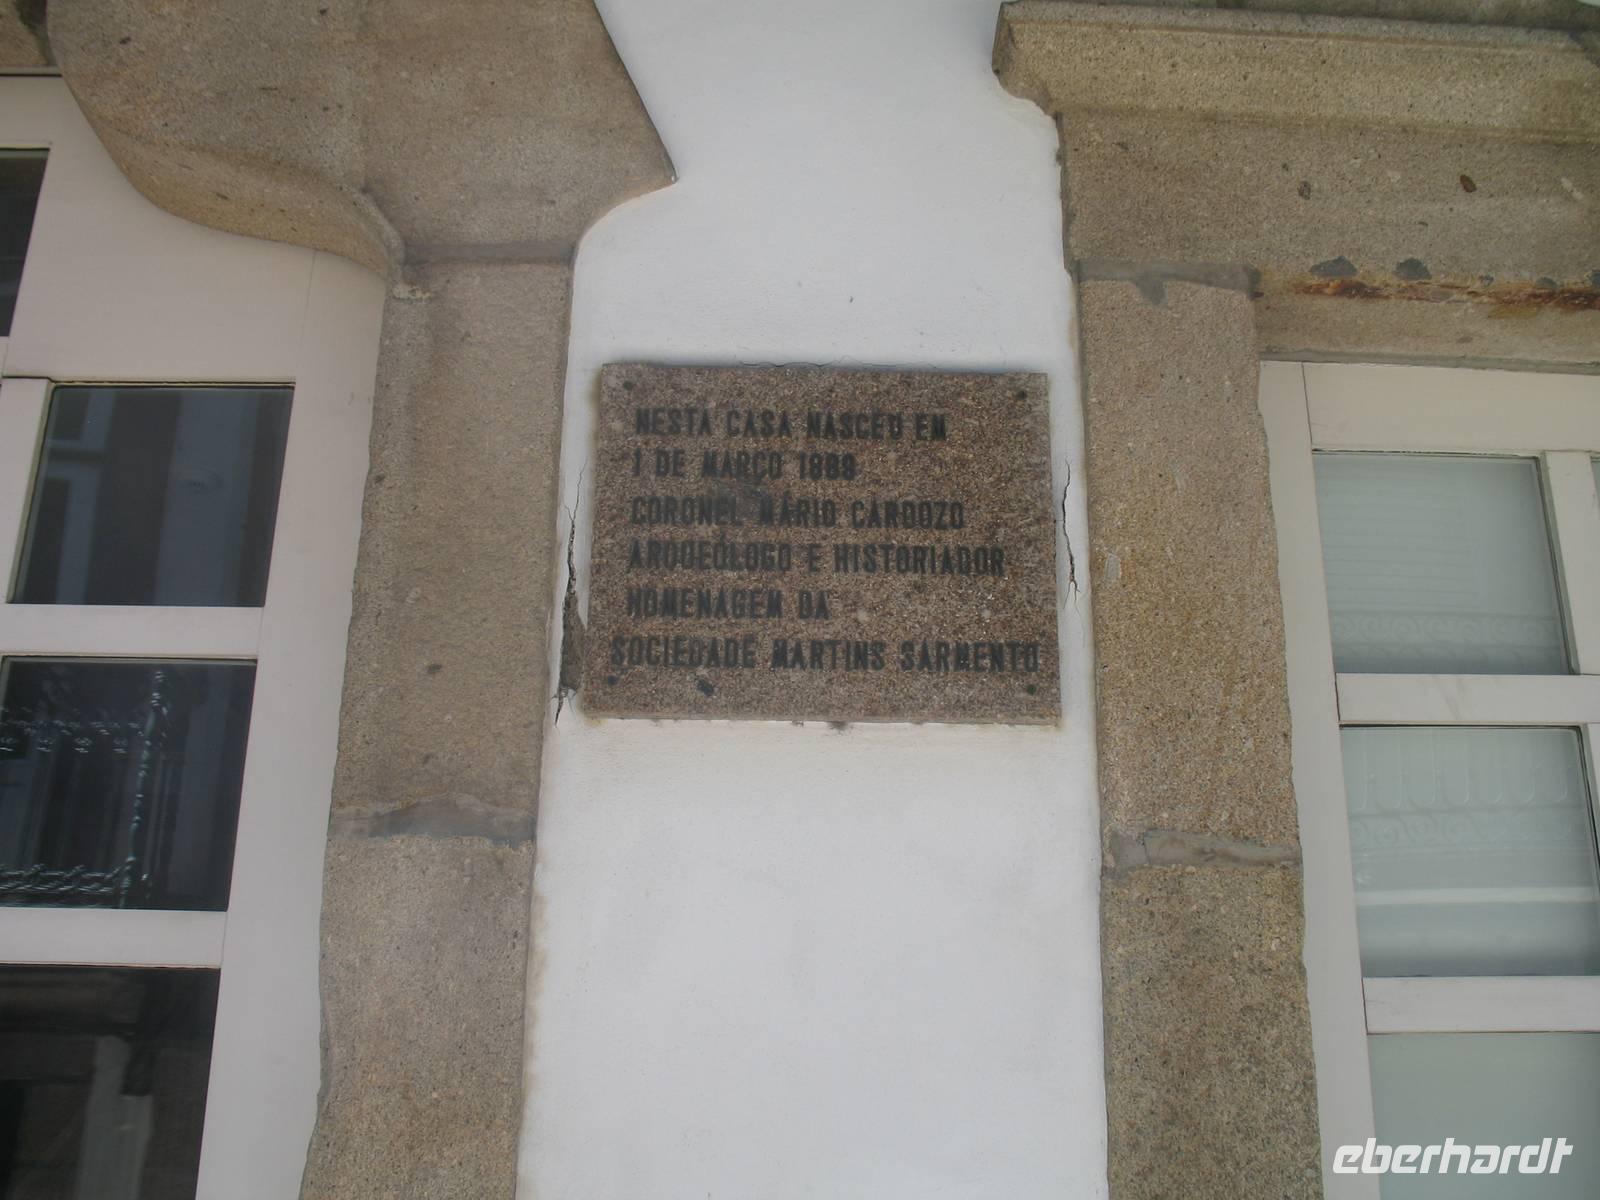 NESTA CASA NASCEU EM
1 DE MARÇO 1889
CORONEL MÁRIO CARDOZO
ARQUEÓLOGO E HISTORIADOR
HOMENAGEM DA
SOCIEDADE MARTINS SARMENTO
eberhardt